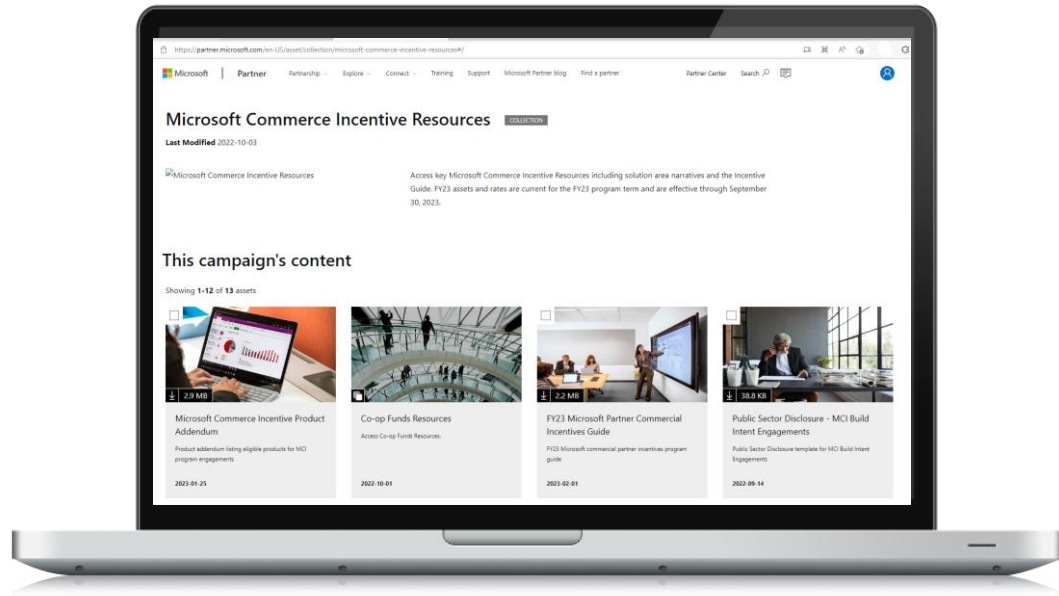 https://partner.microsoft.com/en-US/asset/collection/microsoft-commerce-incentive-resources#/
Microsoft | Partner Partnership Explore Connect Training Support Microsoft Partner blog Find a partner Partner Center Search
Microsoft Commerce Incentive Resources COLLECTION
Last Modified 2022-10-03
Microsoft Commerce Incentive Resources
Access key Microsoft Commerce Incentive Resources including solution area narratives and the Incentive
Guide. FY23 assets and rates are current for the FY23 program term and are effective through September
30, 2023.
This campaign's content
Showing 1-12 of 13 assets
2.9 MB
Microsoft Commerce Incentive Product
Addendum
Product addendum listing eligible products for MCI
program engagements
2023-01-25
Co-op Funds Resources
Access Co-op Funds Resources.
2022-10-01
2.2 MB
FY23 Microsoft Partner Commercial
Incentives Guide
FY23 Microsoft commercial partner incentives program
guide
2023-02-01
38.8 KB
Public Sector Disclosure - MCI Build
Intent Engagements
Public Sector Disclosure template for MCI Build Intent
Engagements
2022-09-14